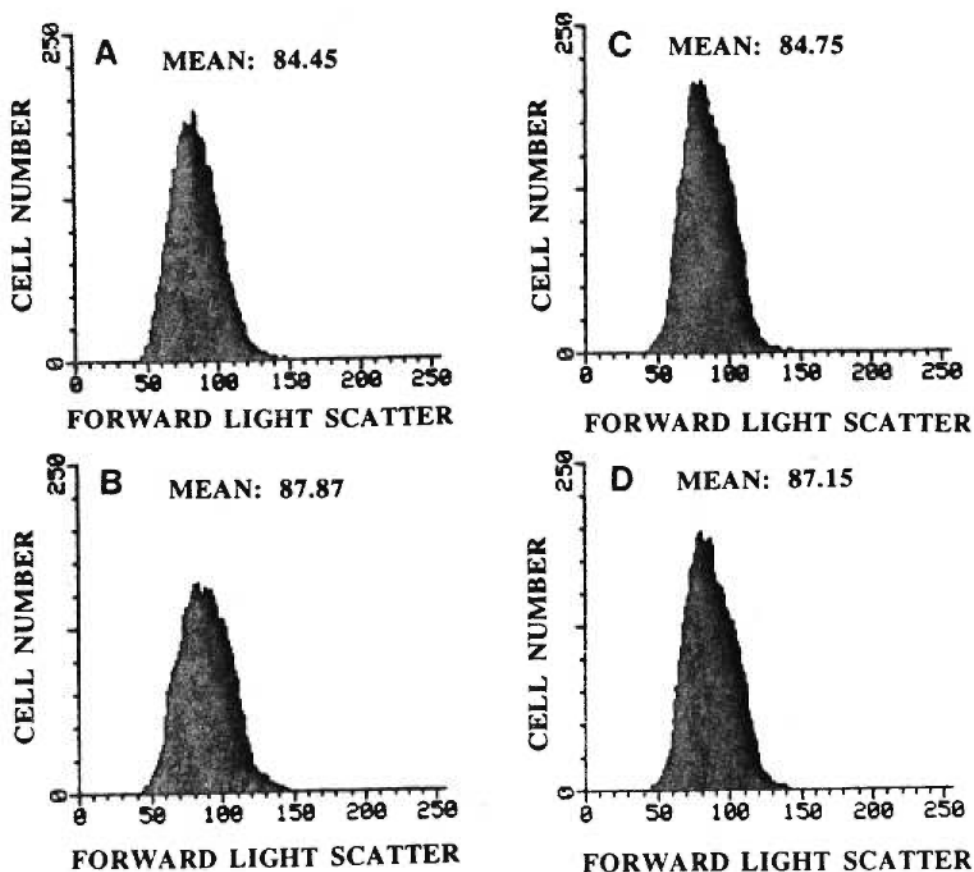 A
MEAN: 84.45
250
CELL NUMBER
0
0 50 100 150 200 250
FORWARD LIGHT SCATTER
C
MEAN: 84.75
250
CELL NUMBER
0
0 50 100 150 200 250
FORWARD LIGHT SCATTER
B
MEAN: 87.87
250
CELL NUMBER
0
0 50 100 150 200 250
FORWARD LIGHT SCATTER
D
MEAN: 87.15
250
CELL NUMBER
0
0 50 100 150 200 250
FORWARD LIGHT SCATTER